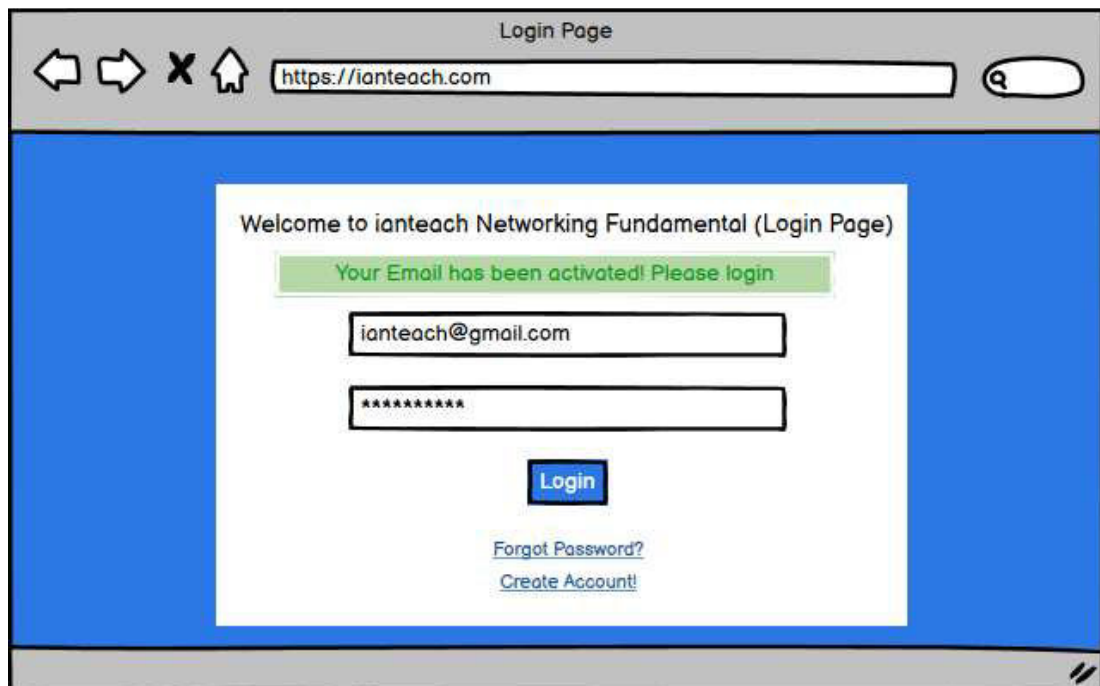 Login Page
https://ianteach.com
Welcome to ianteach Networking Fundamental (Login Page)
Your Email has been activated! Please login
ianteach@gmail.com
**********
Login
Forgot Password?
Create Account!